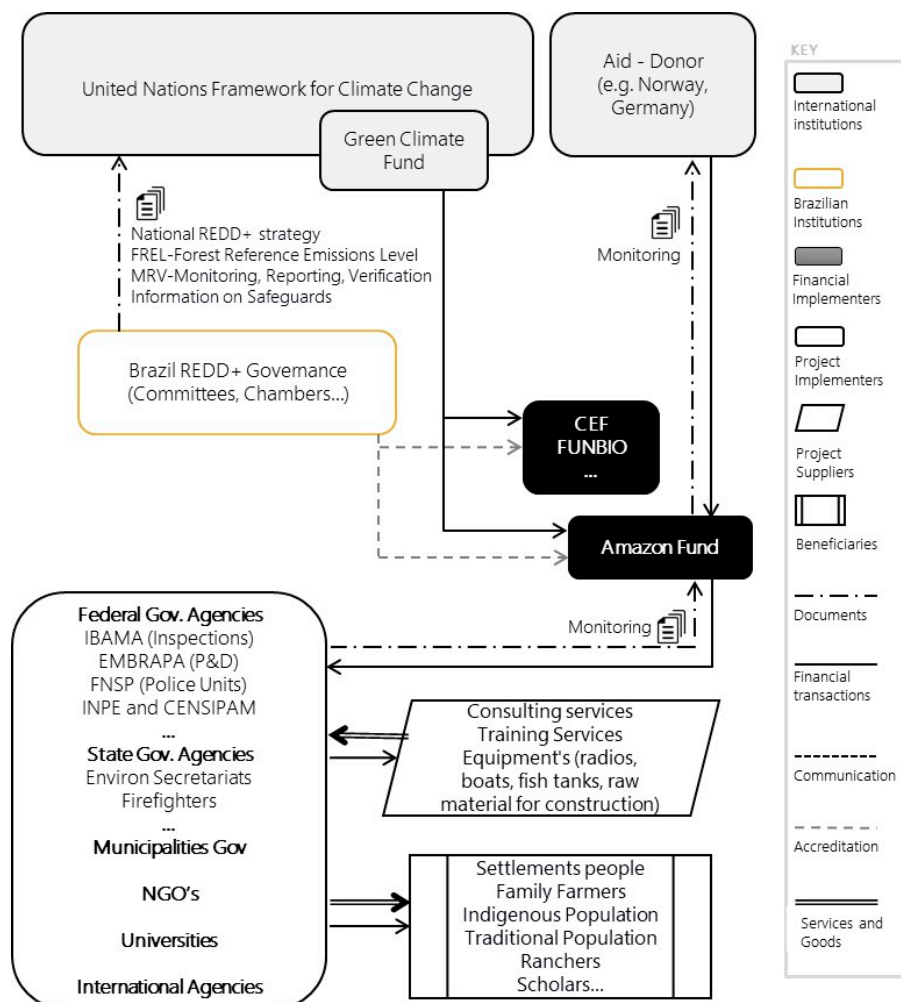 United Nations Framework for Climate Change
Green Climate
Fund
Aid - Donor
(e.g. Norway,
Germany)
National REDD+ strategy
FREL-Forest Reference Emissions Level
MRV-Monitoring, Reporting, Verification
Information on Safeguards
Monitoring
Brazil REDD+ Governance
(Committees, Chambers...)
CEF
FUNBIO
...
Amazon Fund
Monitoring
Federal Gov. Agencies
IBAMA (Inspections)
EMBRAPA (P&D)
FNSP (Police Units)
INPE and CENSIPAM
...
State Gov. Agencies
Environ Secretariats
Firefighters
...
Municipalities Gov
NGO's
Universities
International Agencies
Consulting services
Training Services
Equipment's (radios,
boats, fish tanks, raw
material for construction)
Settlements people
Family Farmers
Indigenous Population
Traditional Population
Ranchers
Scholars...
KEY
International
institutions
Brazilian
Institutions
Financial
Implementers
Project
Implementers
Project
Suppliers
Beneficiaries
Documents
Financial
transactions
Communication
Accreditation
Services and
Goods